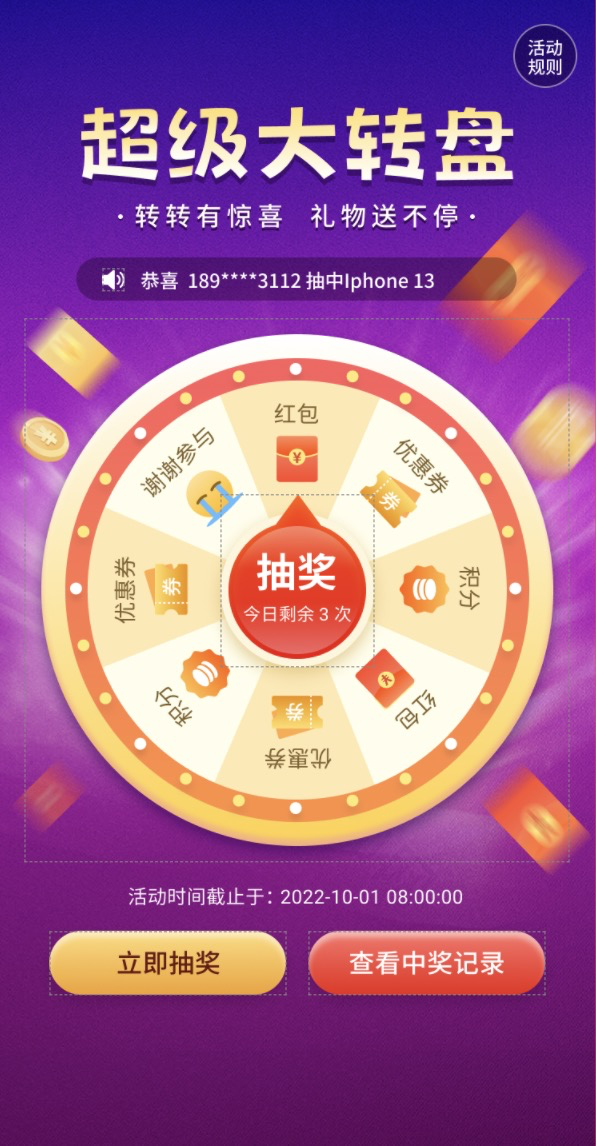 活动
规则
超级大转盘
·转转有惊喜 礼物送不停·
恭喜 189****3112 抽中Iphone 13
红包
优惠券
积分
红包
优惠券
积分
优惠券
谢谢参与
抽奖
今日剩余 3 次
活动时间截止于：2022-10-01 08:00:00
立即抽奖
查看中奖记录